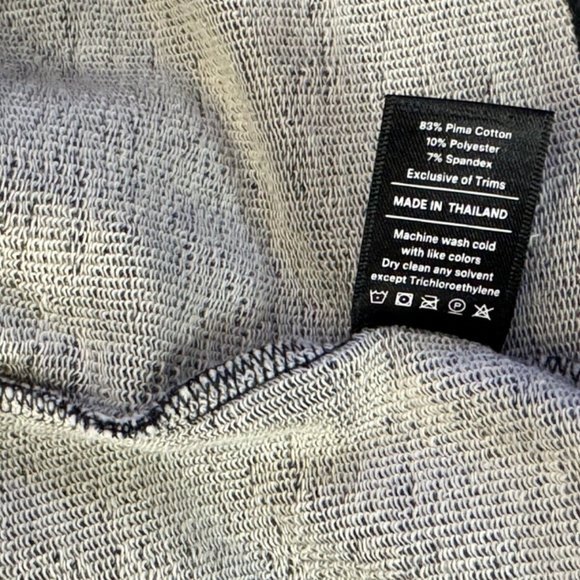 83% Pima Cotton
10% Polyester
7% Spandex
Exclusive of Trims
MADE IN THAILAND
Machine wash cold
with like colors
Dry clean any solvent
except Trichloroethylene